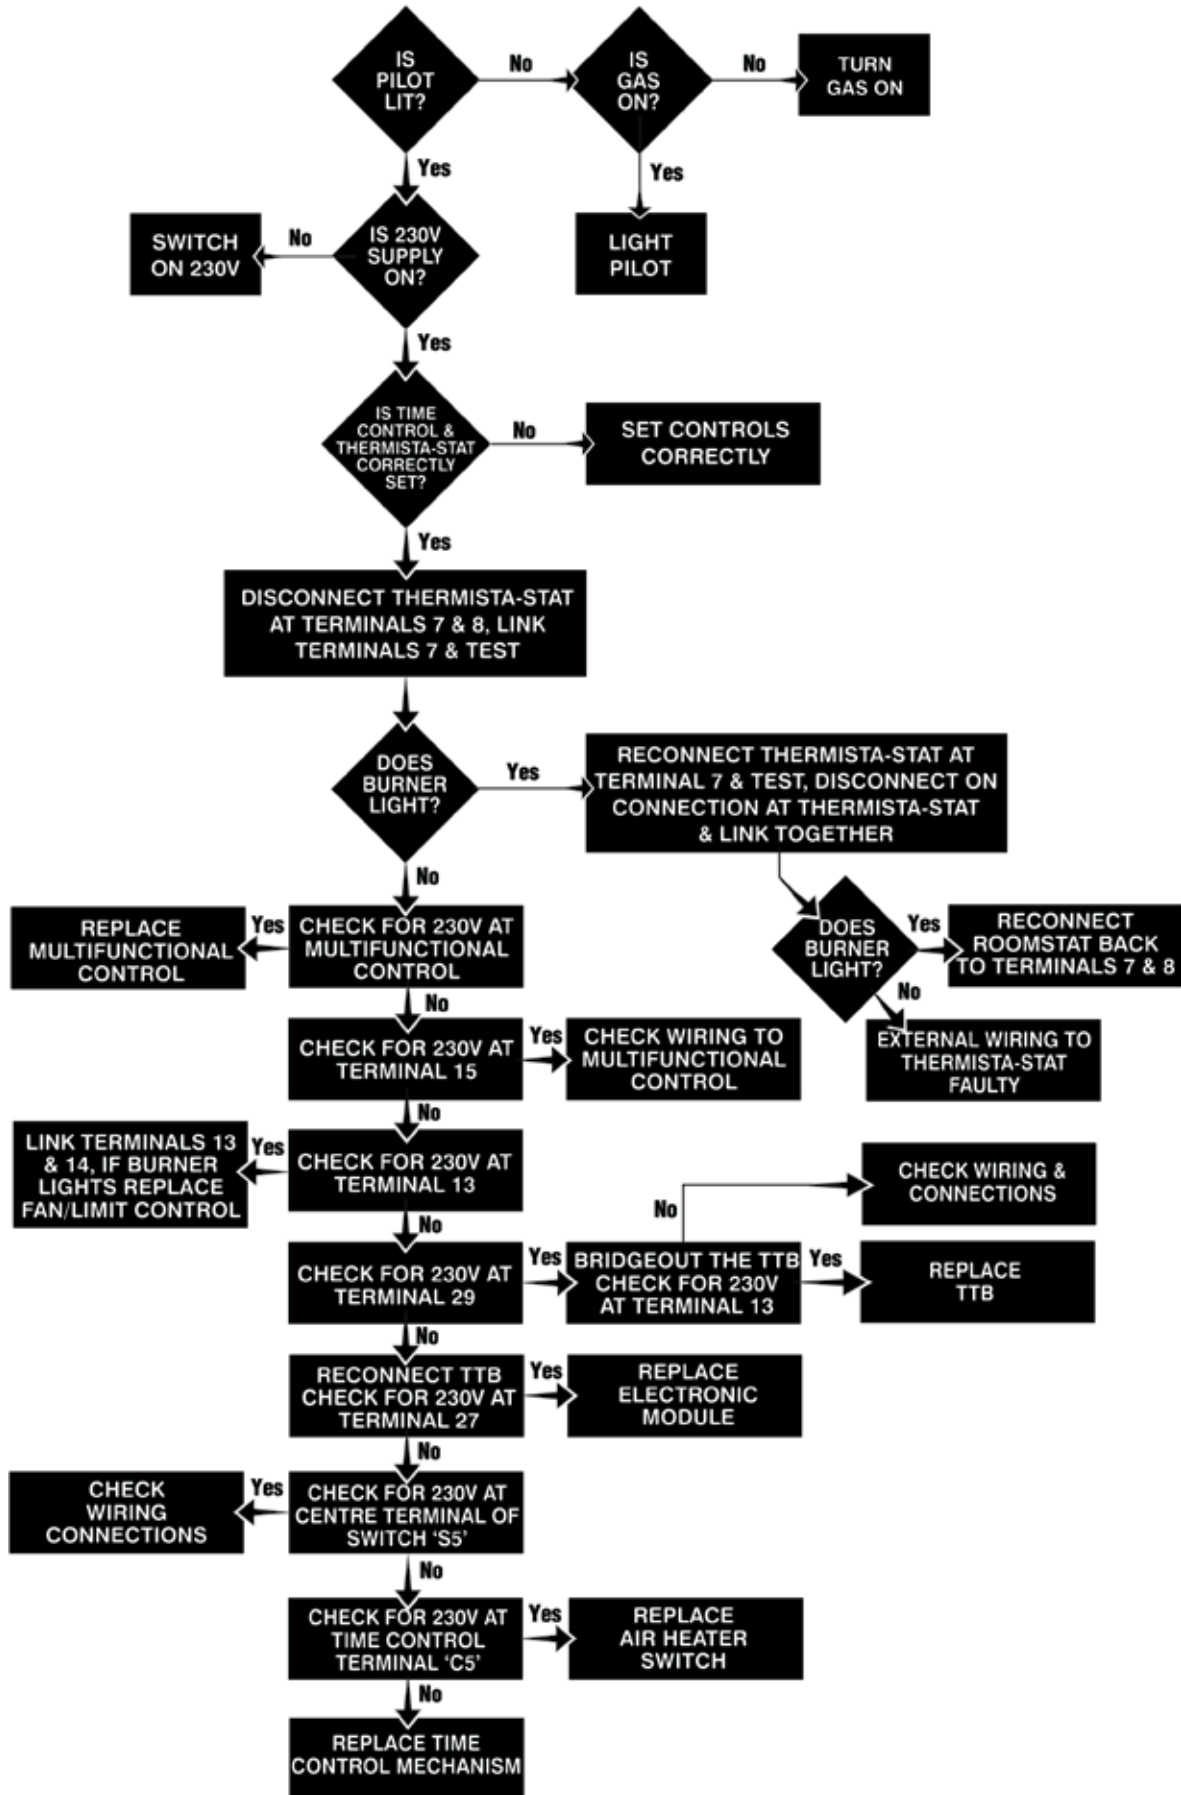 IS
PILOT
LIT?
No
IS
GAS
ON?
No
TURN
GAS ON
Yes
Yes
SWITCH
ON 230V
No
IS 230V
SUPPLY
ON?
LIGHT
PILOT
Yes
IS TIME
CONTROL &
THERMISTA-STAT
CORRECTLY
SET?
No
SET CONTROLS
CORRECTLY
Yes
DISCONNECT THERMISTA-STAT
AT TERMINALS 7 & 8, LINK
TERMINALS 7 & TEST
DOES
BURNER
LIGHT?
Yes
RECONNECT THERMISTA-STAT AT
TERMINAL 7 & TEST, DISCONNECT ON
CONNECTION AT THERMISTA-STAT
& LINK TOGETHER
No
DOES
BURNER
LIGHT?
Yes
RECONNECT
ROOMSTAT BACK
TO TERMINALS 7 & 8
No
EXTERNAL WIRING TO
THERMISTA-STAT
FAULTY
REPLACE
MULTIFUNCTIONAL
CONTROL
Yes
CHECK FOR 230V AT
MULTIFUNCTIONAL
CONTROL
No
CHECK FOR 230V AT
TERMINAL 15
Yes
CHECK WIRING TO
MULTIFUNCTIONAL
CONTROL
No
LINK TERMINALS 13
& 14, IF BURNER
LIGHTS REPLACE
FAN/LIMIT CONTROL
Yes
CHECK FOR 230V AT
TERMINAL 13
CHECK WIRING &
CONNECTIONS
No
No
CHECK FOR 230V AT
TERMINAL 29
Yes
BRIDGEOUT THE TTB
CHECK FOR 230V
AT TERMINAL 13
Yes
REPLACE
TTB
No
RECONNECT TTB
CHECK FOR 230V AT
TERMINAL 27
Yes
REPLACE
ELECTRONIC
MODULE
No
CHECK
WIRING
CONNECTIONS
Yes
CHECK FOR 230V AT
CENTRE TERMINAL OF
SWITCH ‘S5’
No
CHECK FOR 230V AT
TIME CONTROL
TERMINAL ‘C5’
Yes
REPLACE
AIR HEATER
SWITCH
No
REPLACE TIME
CONTROL MECHANISM